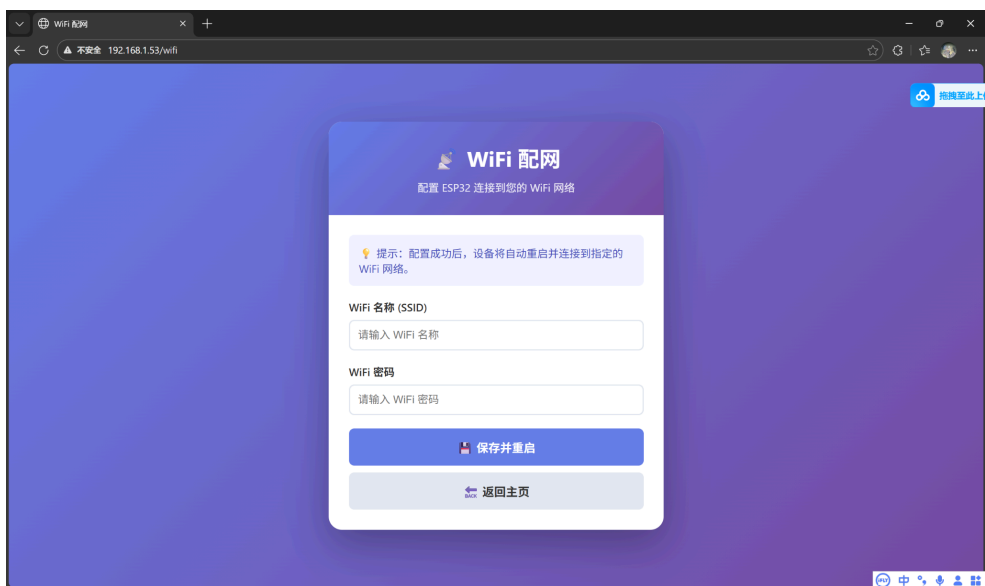 WiFi 配网
不安全 192.168.1.53/wifi
拖拽至此上
WiFi 配网
配置 ESP32 连接到您的 WiFi 网络
提示：配置成功后，设备将自动重启并连接到指定的
WiFi 网络。
WiFi 名称 (SSID)
请输入 WiFi 名称
WiFi 密码
请输入 WiFi 密码
保存并重启
BACK 返回主页
iFLY 中